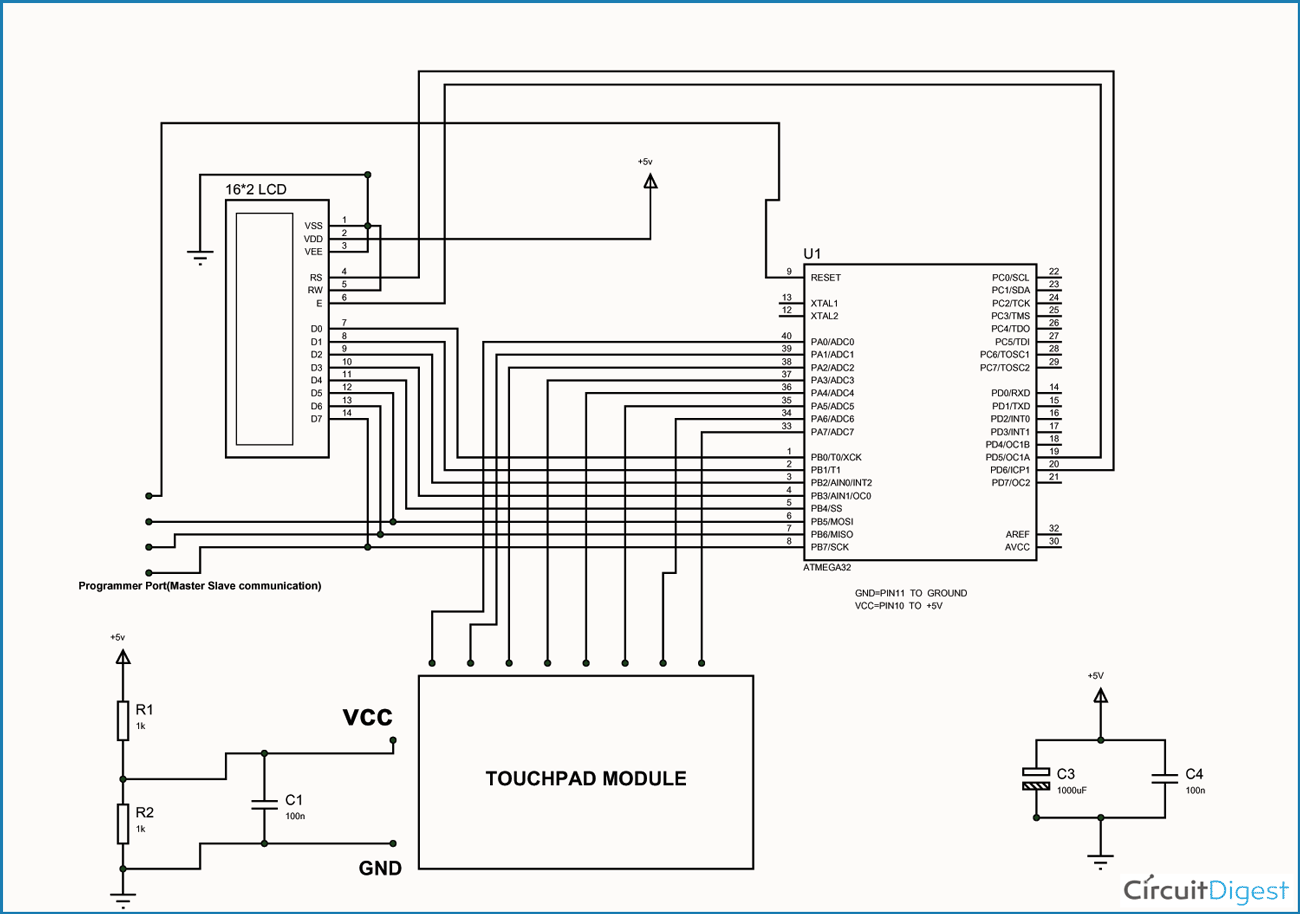 +5v
16*2 LCD
VSS 1
VDD 2
VEE 3
RS 4
RW 5
E 6
D0 7
D1 8
D2 9
D3 10
D4 11
D5 12
D6 13
D7 14
U1
9 RESET PC0/SCL 22
PC1/SDA 23
13 XTAL1 PC2/TCK 24
12 XTAL2 PC3/TMS 25
PC4/TDO 26
40 PA0/ADC0 PC5/TDI 27
39 PA1/ADC1 PC6/TOSC1 28
38 PA2/ADC2 PC7/TOSC2 29
37 PA3/ADC3
36 PA4/ADC4 PD0/RXD 14
35 PA5/ADC5 PD1/TXD 15
34 PA6/ADC6 PD2/INT0 16
33 PA7/ADC7 PD3/INT1 17
PD4/OC1B 18
1 PB0/T0/XCK PD5/OC1A 19
2 PB1/T1 PD6/ICP1 20
3 PB2/AIN0/INT2 PD7/OC2 21
4 PB3/AIN1/OC0
5 PB4/SS
6 PB5/MOSI
7 PB6/MISO AREF 32
8 PB7/SCK AVCC 30
ATMEGA32
Programmer Port(Master Slave communication)
GND=PIN11 TO GROUND
VCC=PIN10 TO +5V
+5v
R1
1k
R2
1k
VCC
C1
100n
GND
TOUCHPAD MODULE
+5V
C3
1000uF
C4
100n
CircuitDigest